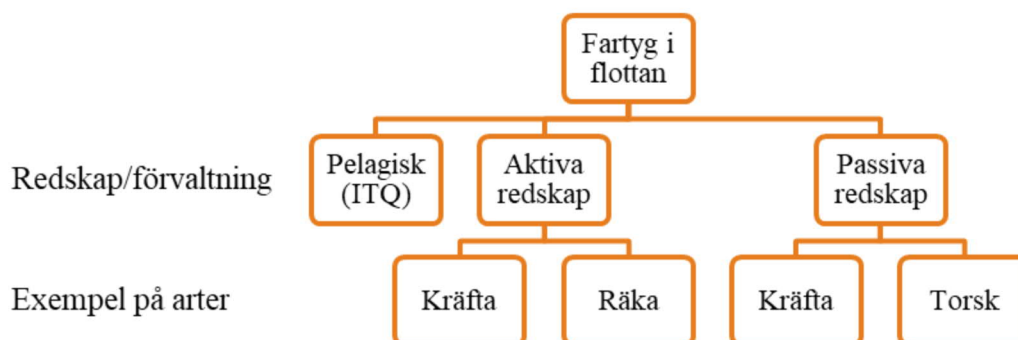 Fartyg i
flottan
Redskap/förvaltning
Pelagisk
(ITQ)
Aktiva
redskap
Passiva
redskap
Exempel på arter
Kräfta
Räka
Kräfta
Torsk